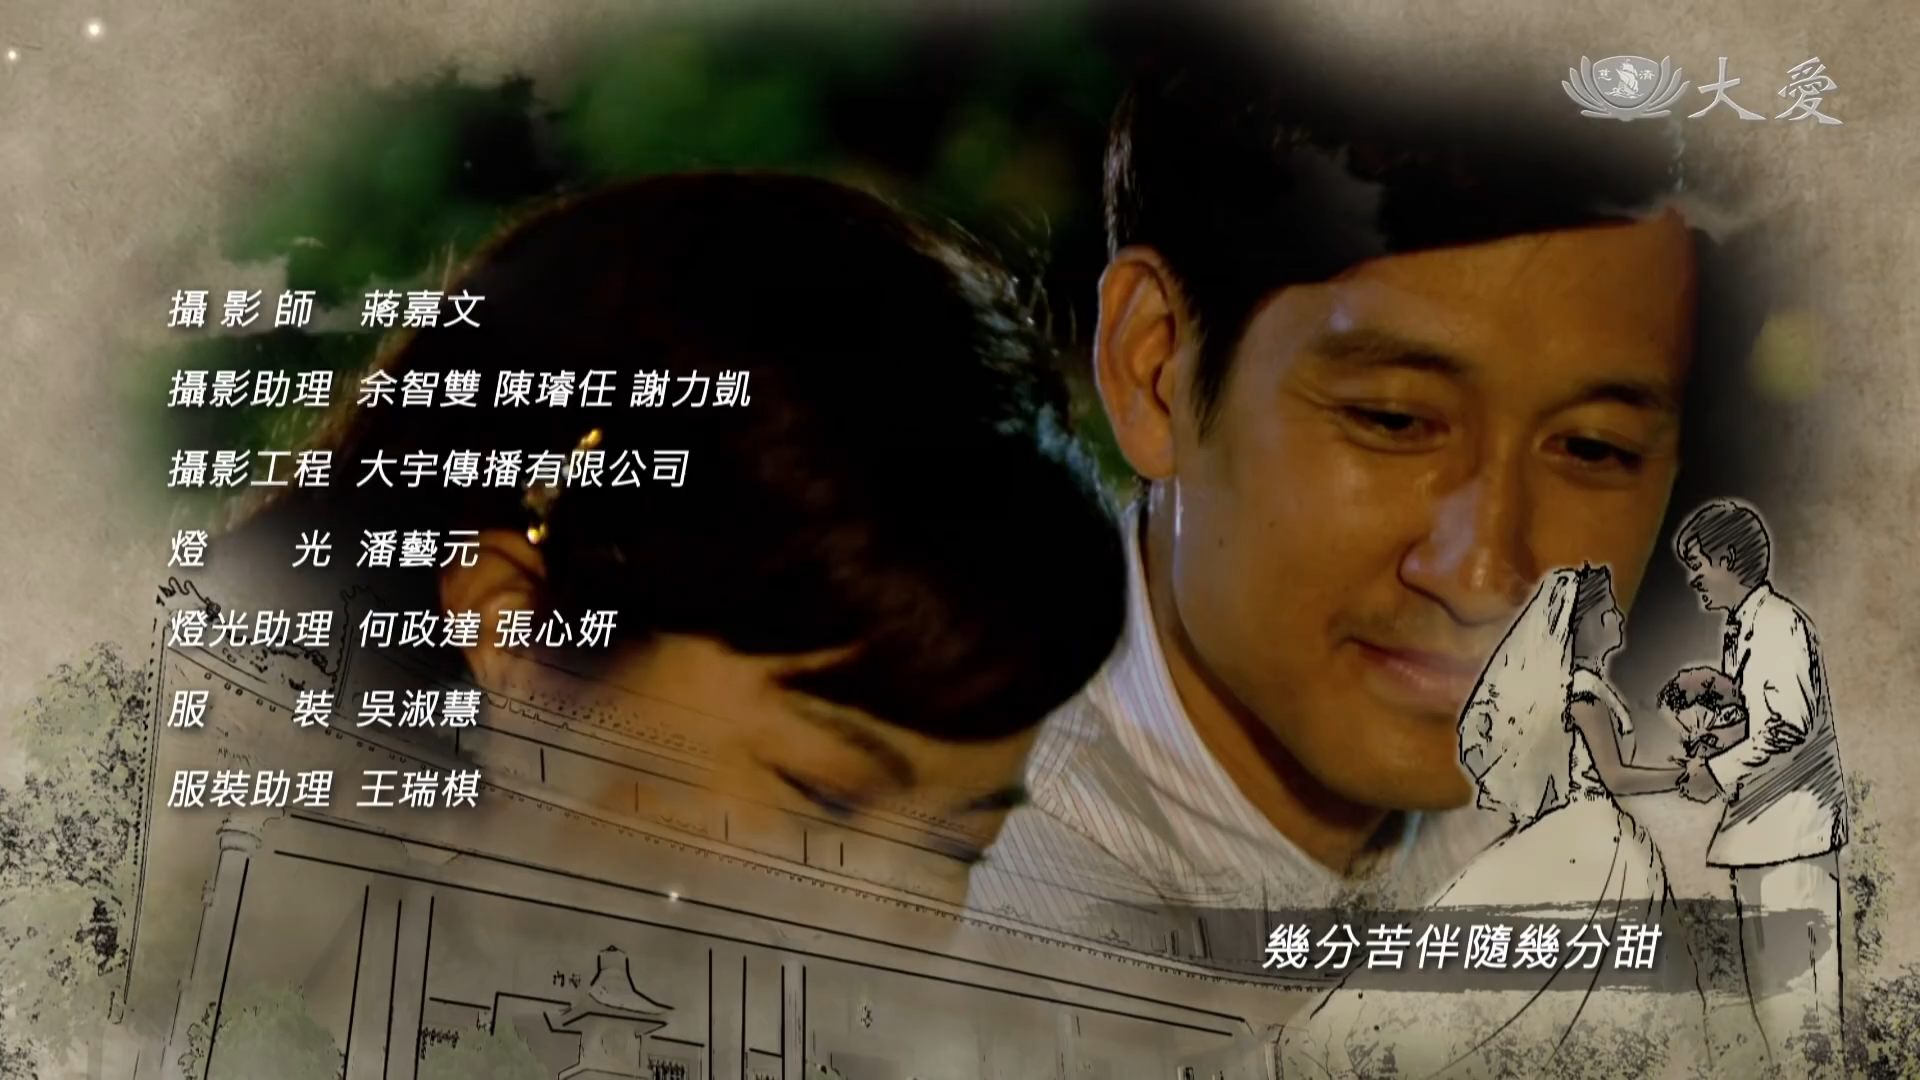 慈濟 大愛
攝影師 蔣嘉文
攝影助理 余智雙 陳璿任 謝力凱
攝影工程 大宇傳播有限公司
燈光 潘藝元
燈光助理 何政達 張心妍
服裝 吳淑慧
服裝助理 王瑞棋
幾分苦伴隨幾分甜